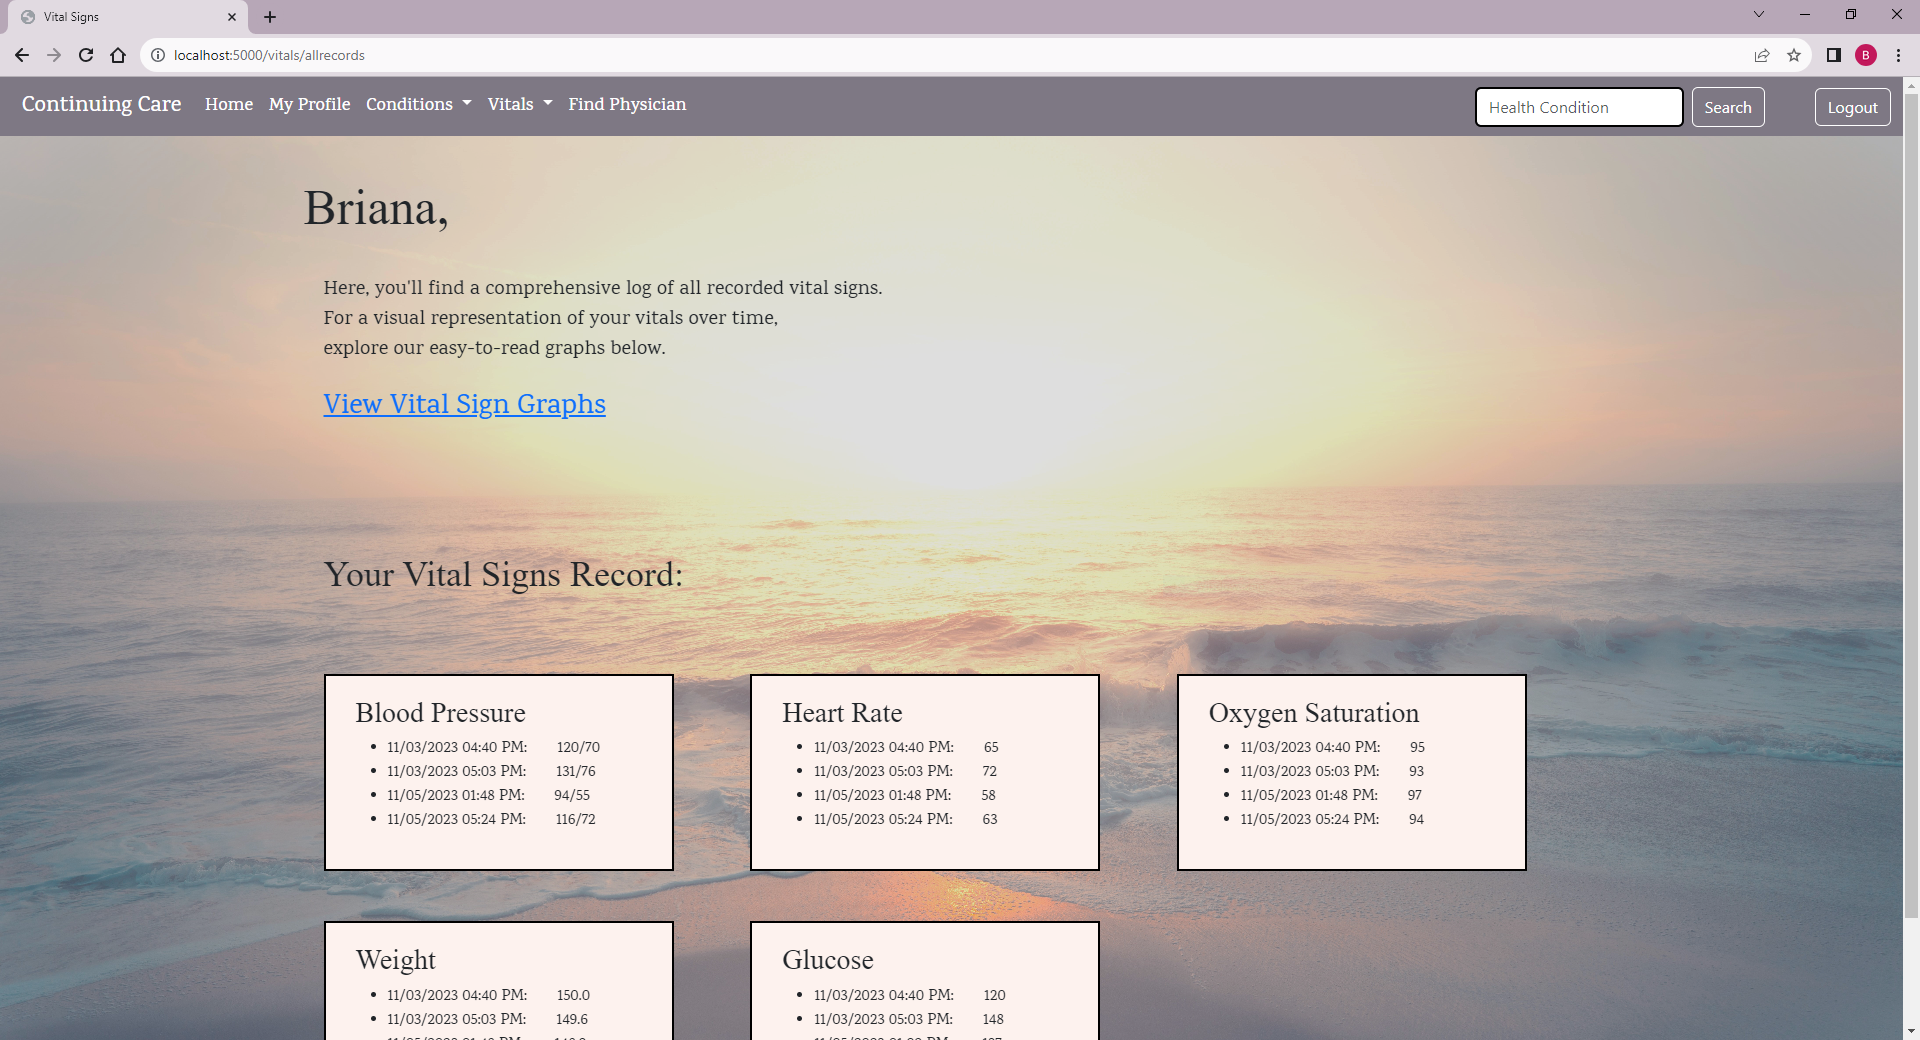 Vital Signs
localhost:5000/vitals/allrecords
B
Continuing Care Home My Profile Conditions Vitals Find Physician Health Condition Search Logout
Briana,
Here, you'll find a comprehensive log of all recorded vital signs.
For a visual representation of your vitals over time,
explore our easy-to-read graphs below.
View Vital Sign Graphs
Your Vital Signs Record:
Blood Pressure
• 11/03/2023 04:40 PM: 120/70
• 11/03/2023 05:03 PM: 131/76
• 11/05/2023 01:48 PM: 94/55
• 11/05/2023 05:24 PM: 116/72
Heart Rate
• 11/03/2023 04:40 PM: 65
• 11/03/2023 05:03 PM: 72
• 11/05/2023 01:48 PM: 58
• 11/05/2023 05:24 PM: 63
Oxygen Saturation
• 11/03/2023 04:40 PM: 95
• 11/03/2023 05:03 PM: 93
• 11/05/2023 01:48 PM: 97
• 11/05/2023 05:24 PM: 94
Weight
• 11/03/2023 04:40 PM: 150.0
• 11/03/2023 05:03 PM: 149.6
Glucose
• 11/03/2023 04:40 PM: 120
• 11/03/2023 05:03 PM: 148